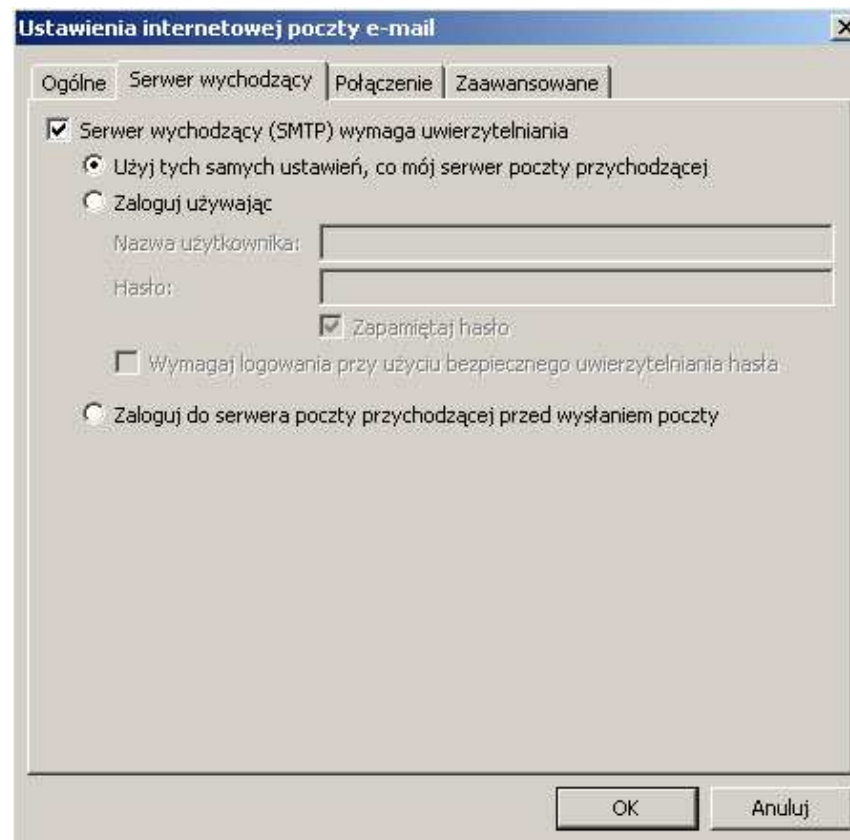 Ustawienia internetowej poczty e-mail
Ogólne Serwer wychodzący Połączenie Zaawansowane
Serwer wychodzący (SMTP) wymaga uwierzytelniania
Użyj tych samych ustawień, co mój serwer poczty przychodzącej
Zaloguj używając
Nazwa użytkownika:
Hasło:
Zapamiętaj hasło
Wymagaj logowania przy użyciu bezpiecznego uwierzytelniania hasła
Zaloguj do serwera poczty przychodzącej przed wysłaniem poczty
OK Anuluj